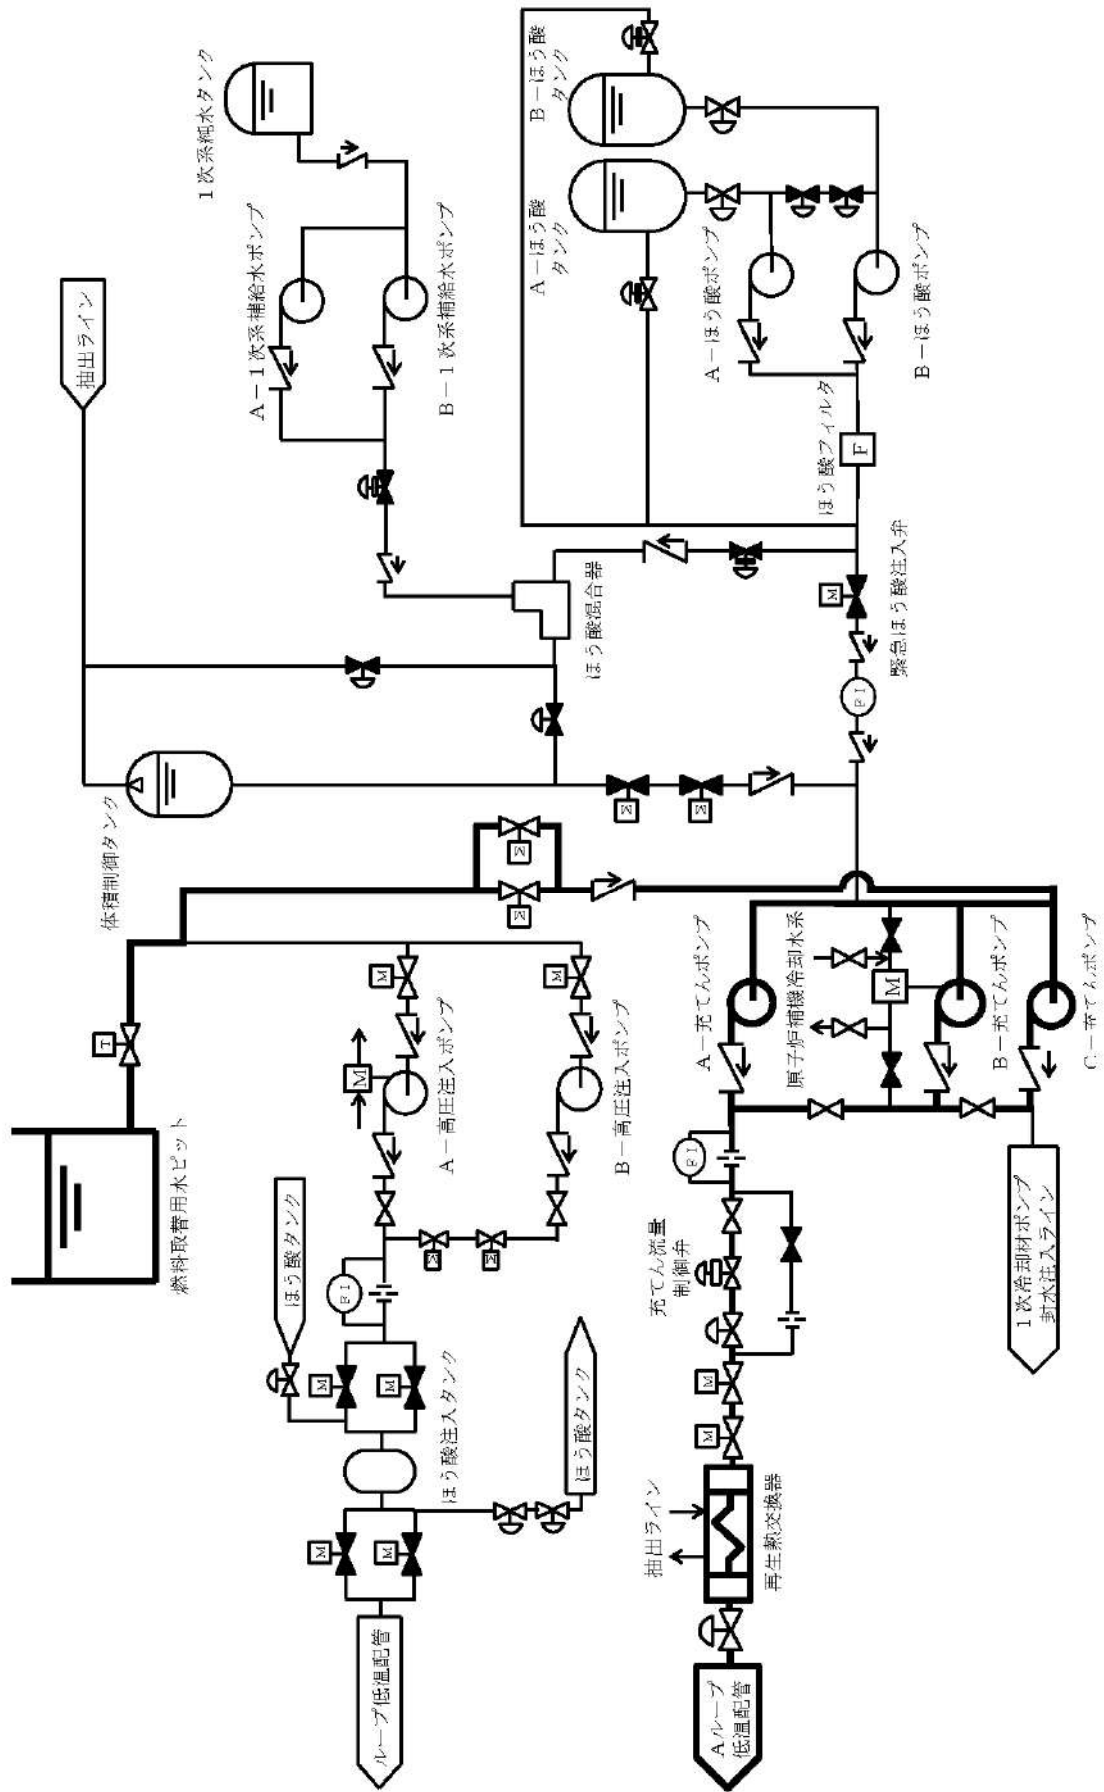 B－ほう酸
タンク
A－ほう酸
タンク
1次系純水タンク
抽出ライン
A－1次系補給水ポンプ
B－1次系補給水ポンプ
A－ほう酸ポンプ
B－ほう酸ポンプ
ほう酸フィルタ
F
ほう酸混合器
M
緊急ほう酸注入弁
FI
体積制御タンク
M
M
M
M
T
燃料取替用水ピット
M
M
M
A－高圧注入ポンプ
B－高圧注入ポンプ
M
M
ほう酸タンク
FI
M
M
ほう酸注入タンク
ほう酸タンク
M
M
ループ低温配管
A－充てんポンプ
原子炉補機冷却水系
M
B－充てんポンプ
C－充てんポンプ
FI
1次冷却材ポンプ
封水注入ライン
充てん流量
制御弁
M
M
抽出ライン
再生熱交換器
Aループ
低温配管